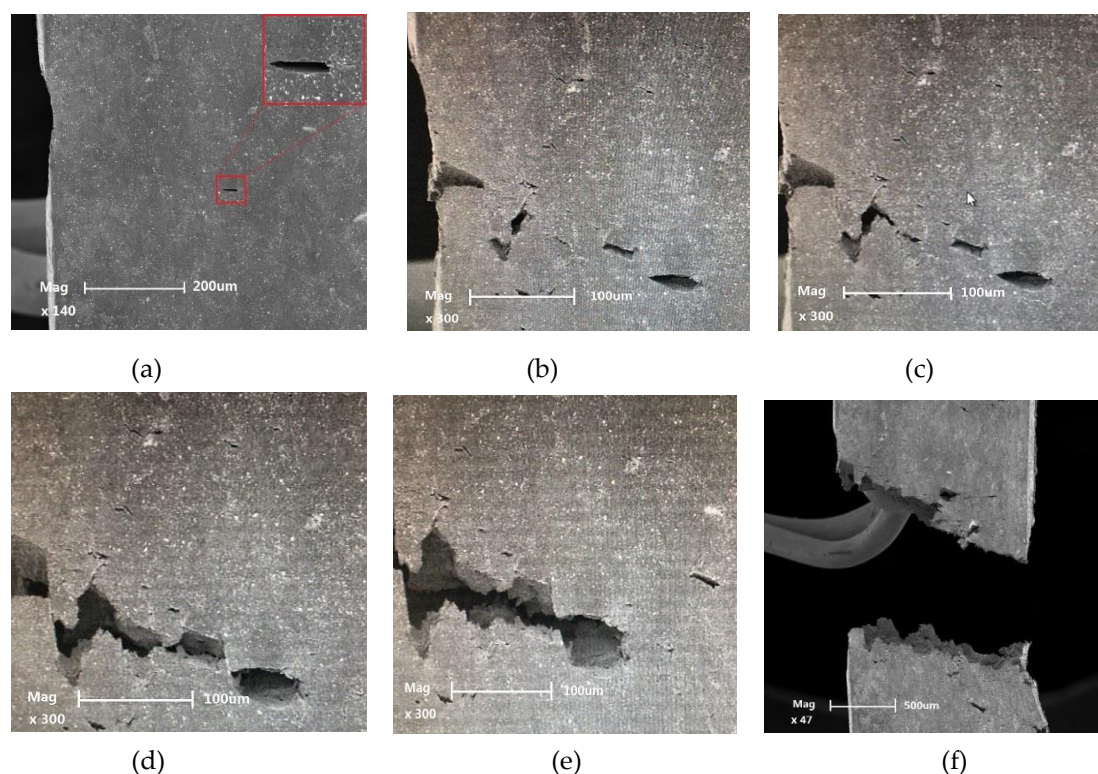 Mag
200um
x 140
Mag
100um
x 300
Mag
100um
x 300
(a)
(b)
(c)
Mag
100um
x 300
Mag
100um
x 300
Mag
500um
x 47
(d)
(e)
(f)